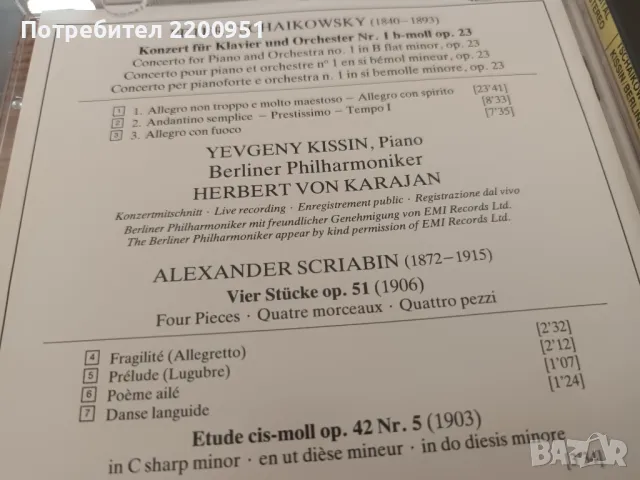 Потребител 2200951
TSCHAIKOWSKY (1840–1893)
Konzert für Klavier und Orchester Nr. 1 b-moll op. 23
Concerto for Piano and Orchestra no. 1 in B flat minor, op. 23
Concerto pour piano et orchestre n° 1 en si bémol mineur, op. 23
Concerto per pianoforte e orchestra n. 1 in si bemolle minore, op. 23
1 1. Allegro non troppo e molto maestoso – Allegro con spirito [23'41]
2 2. Andantino semplice – Prestissimo – Tempo I [8'33]
3 3. Allegro con fuoco [7'35]
YEVGENY KISSIN, Piano
Berliner Philharmoniker
HERBERT VON KARAJAN
Konzertmitschnitt · Live recording · Enregistrement public · Registrazione dal vivo
Berliner Philharmoniker mit freundlicher Genehmigung von EMI Records Ltd.
The Berliner Philharmoniker appear by kind permission of EMI Records Ltd.
ALEXANDER SCRIABIN (1872–1915)
Vier Stücke op. 51 (1906)
Four Pieces · Quatre morceaux · Quattro pezzi
4 Fragilité (Allegretto) [2'32]
5 Prélude (Lugubre) [2'12]
6 Poème ailé [1'07]
7 Danse languide [1'24]
Etude cis-moll op. 42 Nr. 5 (1903)
in C sharp minor · en ut dièse mineur · in do diesis minore
bazar